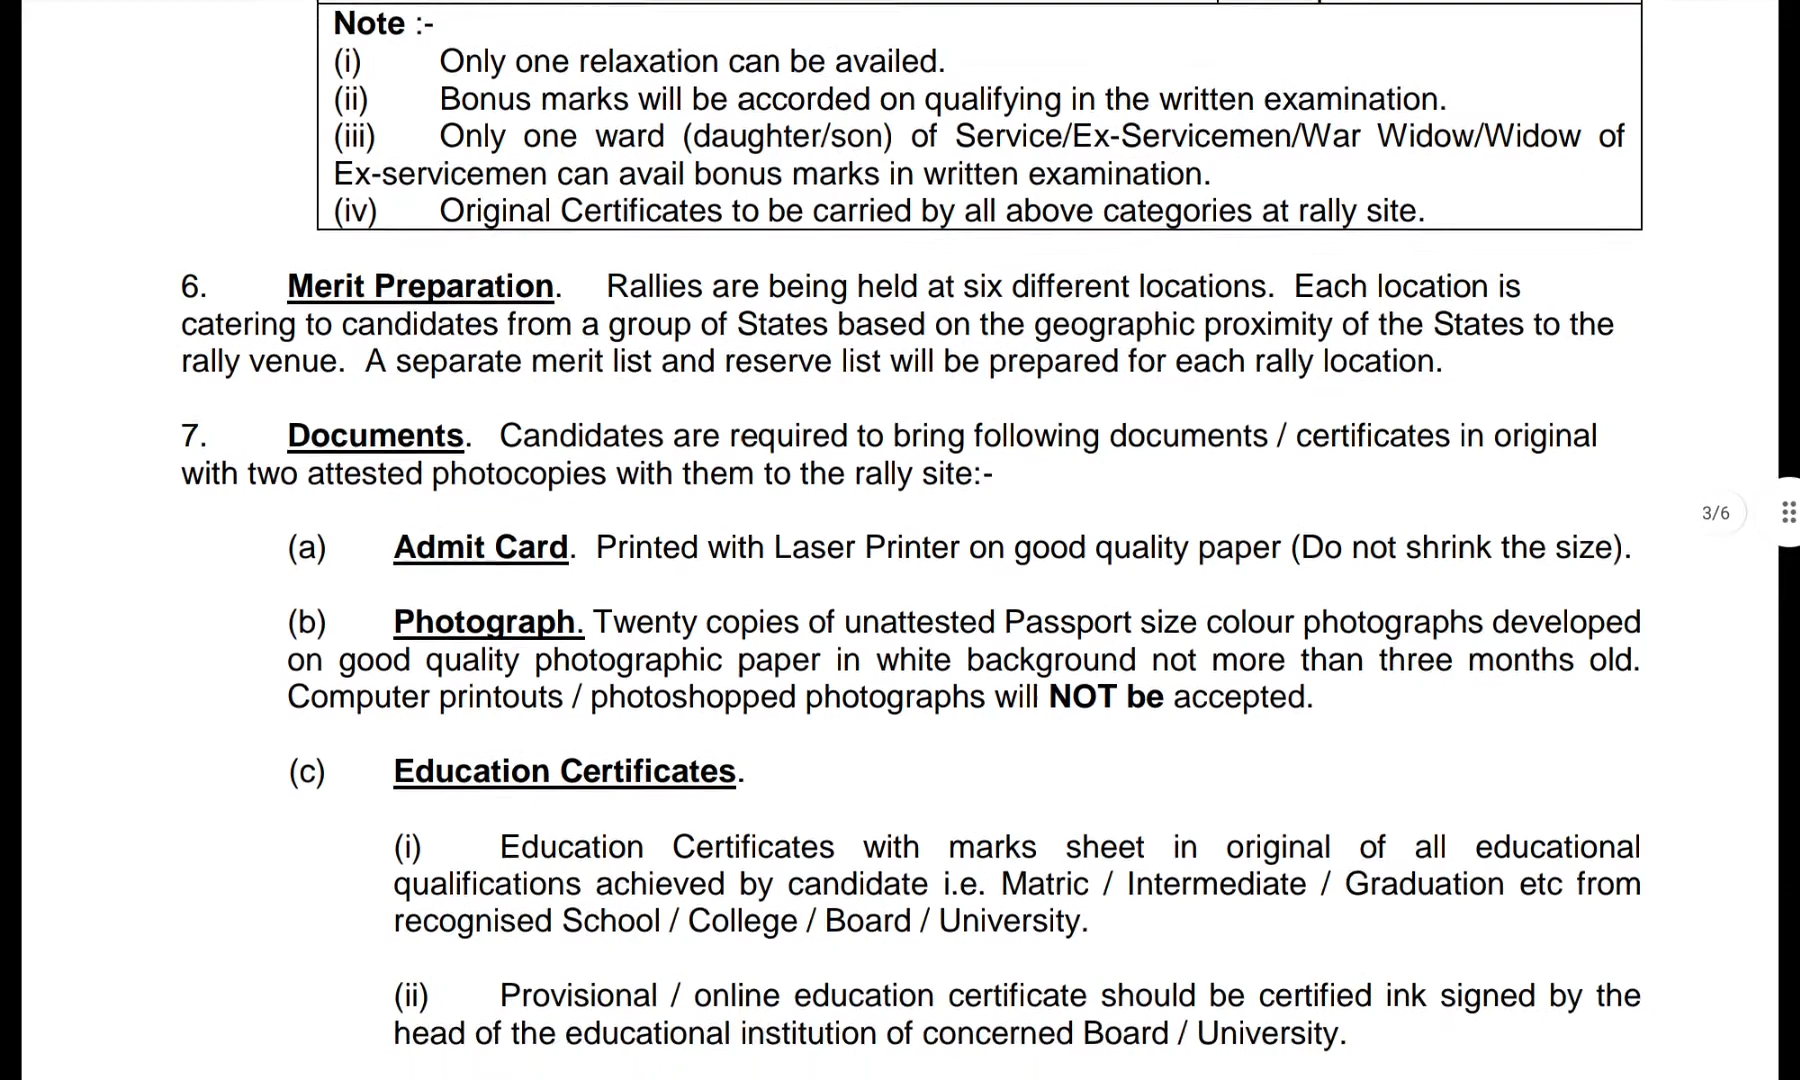 Note :-
(i) Only one relaxation can be availed.
(ii) Bonus marks will be accorded on qualifying in the written examination.
(iii) Only one ward (daughter/son) of Service/Ex-Servicemen/War Widow/Widow of
Ex-servicemen can avail bonus marks in written examination.
(iv) Original Certificates to be carried by all above categories at rally site.
6. Merit Preparation. Rallies are being held at six different locations. Each location is
catering to candidates from a group of States based on the geographic proximity of the States to the
rally venue. A separate merit list and reserve list will be prepared for each rally location.
7. Documents. Candidates are required to bring following documents / certificates in original
with two attested photocopies with them to the rally site:-
3/6
(a) Admit Card. Printed with Laser Printer on good quality paper (Do not shrink the size).
(b) Photograph. Twenty copies of unattested Passport size colour photographs developed
on good quality photographic paper in white background not more than three months old.
Computer printouts / photoshopped photographs will NOT be accepted.
(c) Education Certificates.
(i) Education Certificates with marks sheet in original of all educational
qualifications achieved by candidate i.e. Matric / Intermediate / Graduation etc from
recognised School / College / Board / University.
(ii) Provisional / online education certificate should be certified ink signed by the
head of the educational institution of concerned Board / University.